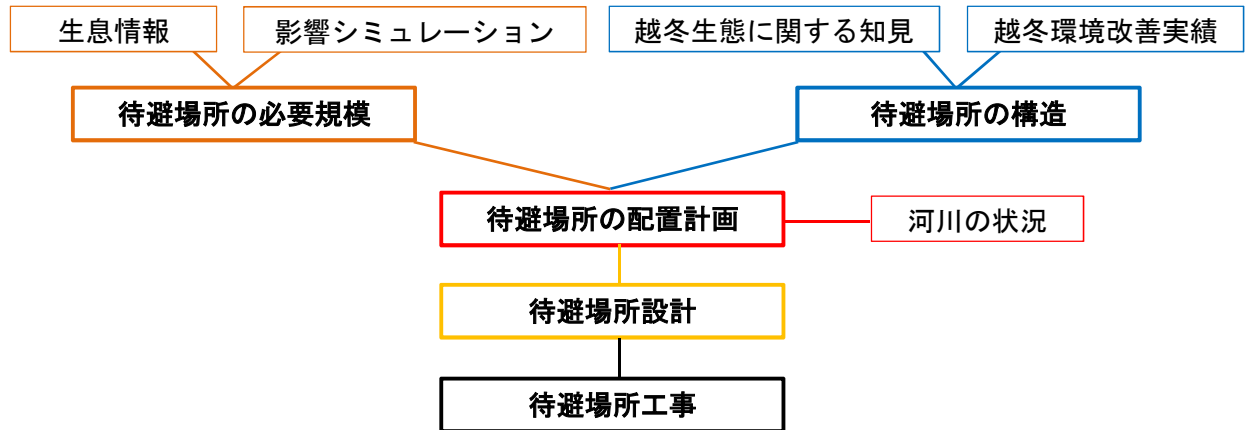 生息情報
影響シミュレーション
越冬生態に関する知見
越冬環境改善実績
待避場所の必要規模
待避場所の構造
待避場所の配置計画
河川の状況
待避場所設計
待避場所工事